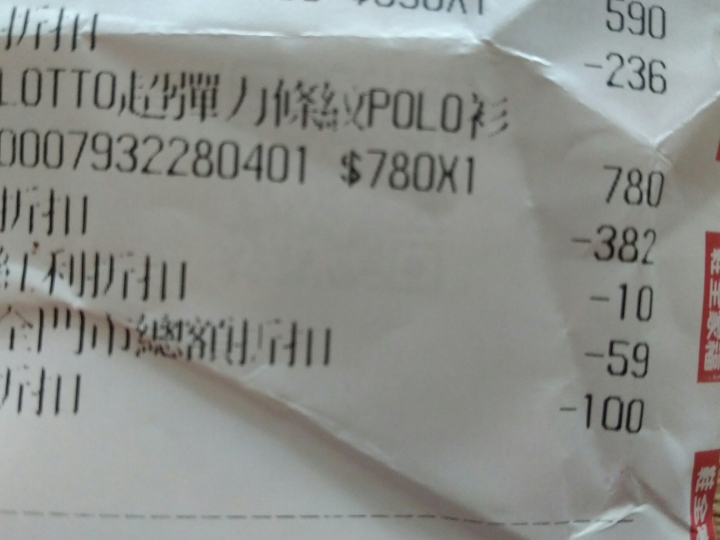 590
折扣 -236
LOTTO超彈力條紋POLO衫
0007932280401 $780X1 780
折扣 -382
紅利折扣 -10
全門市總額折扣 -59
折扣 -100